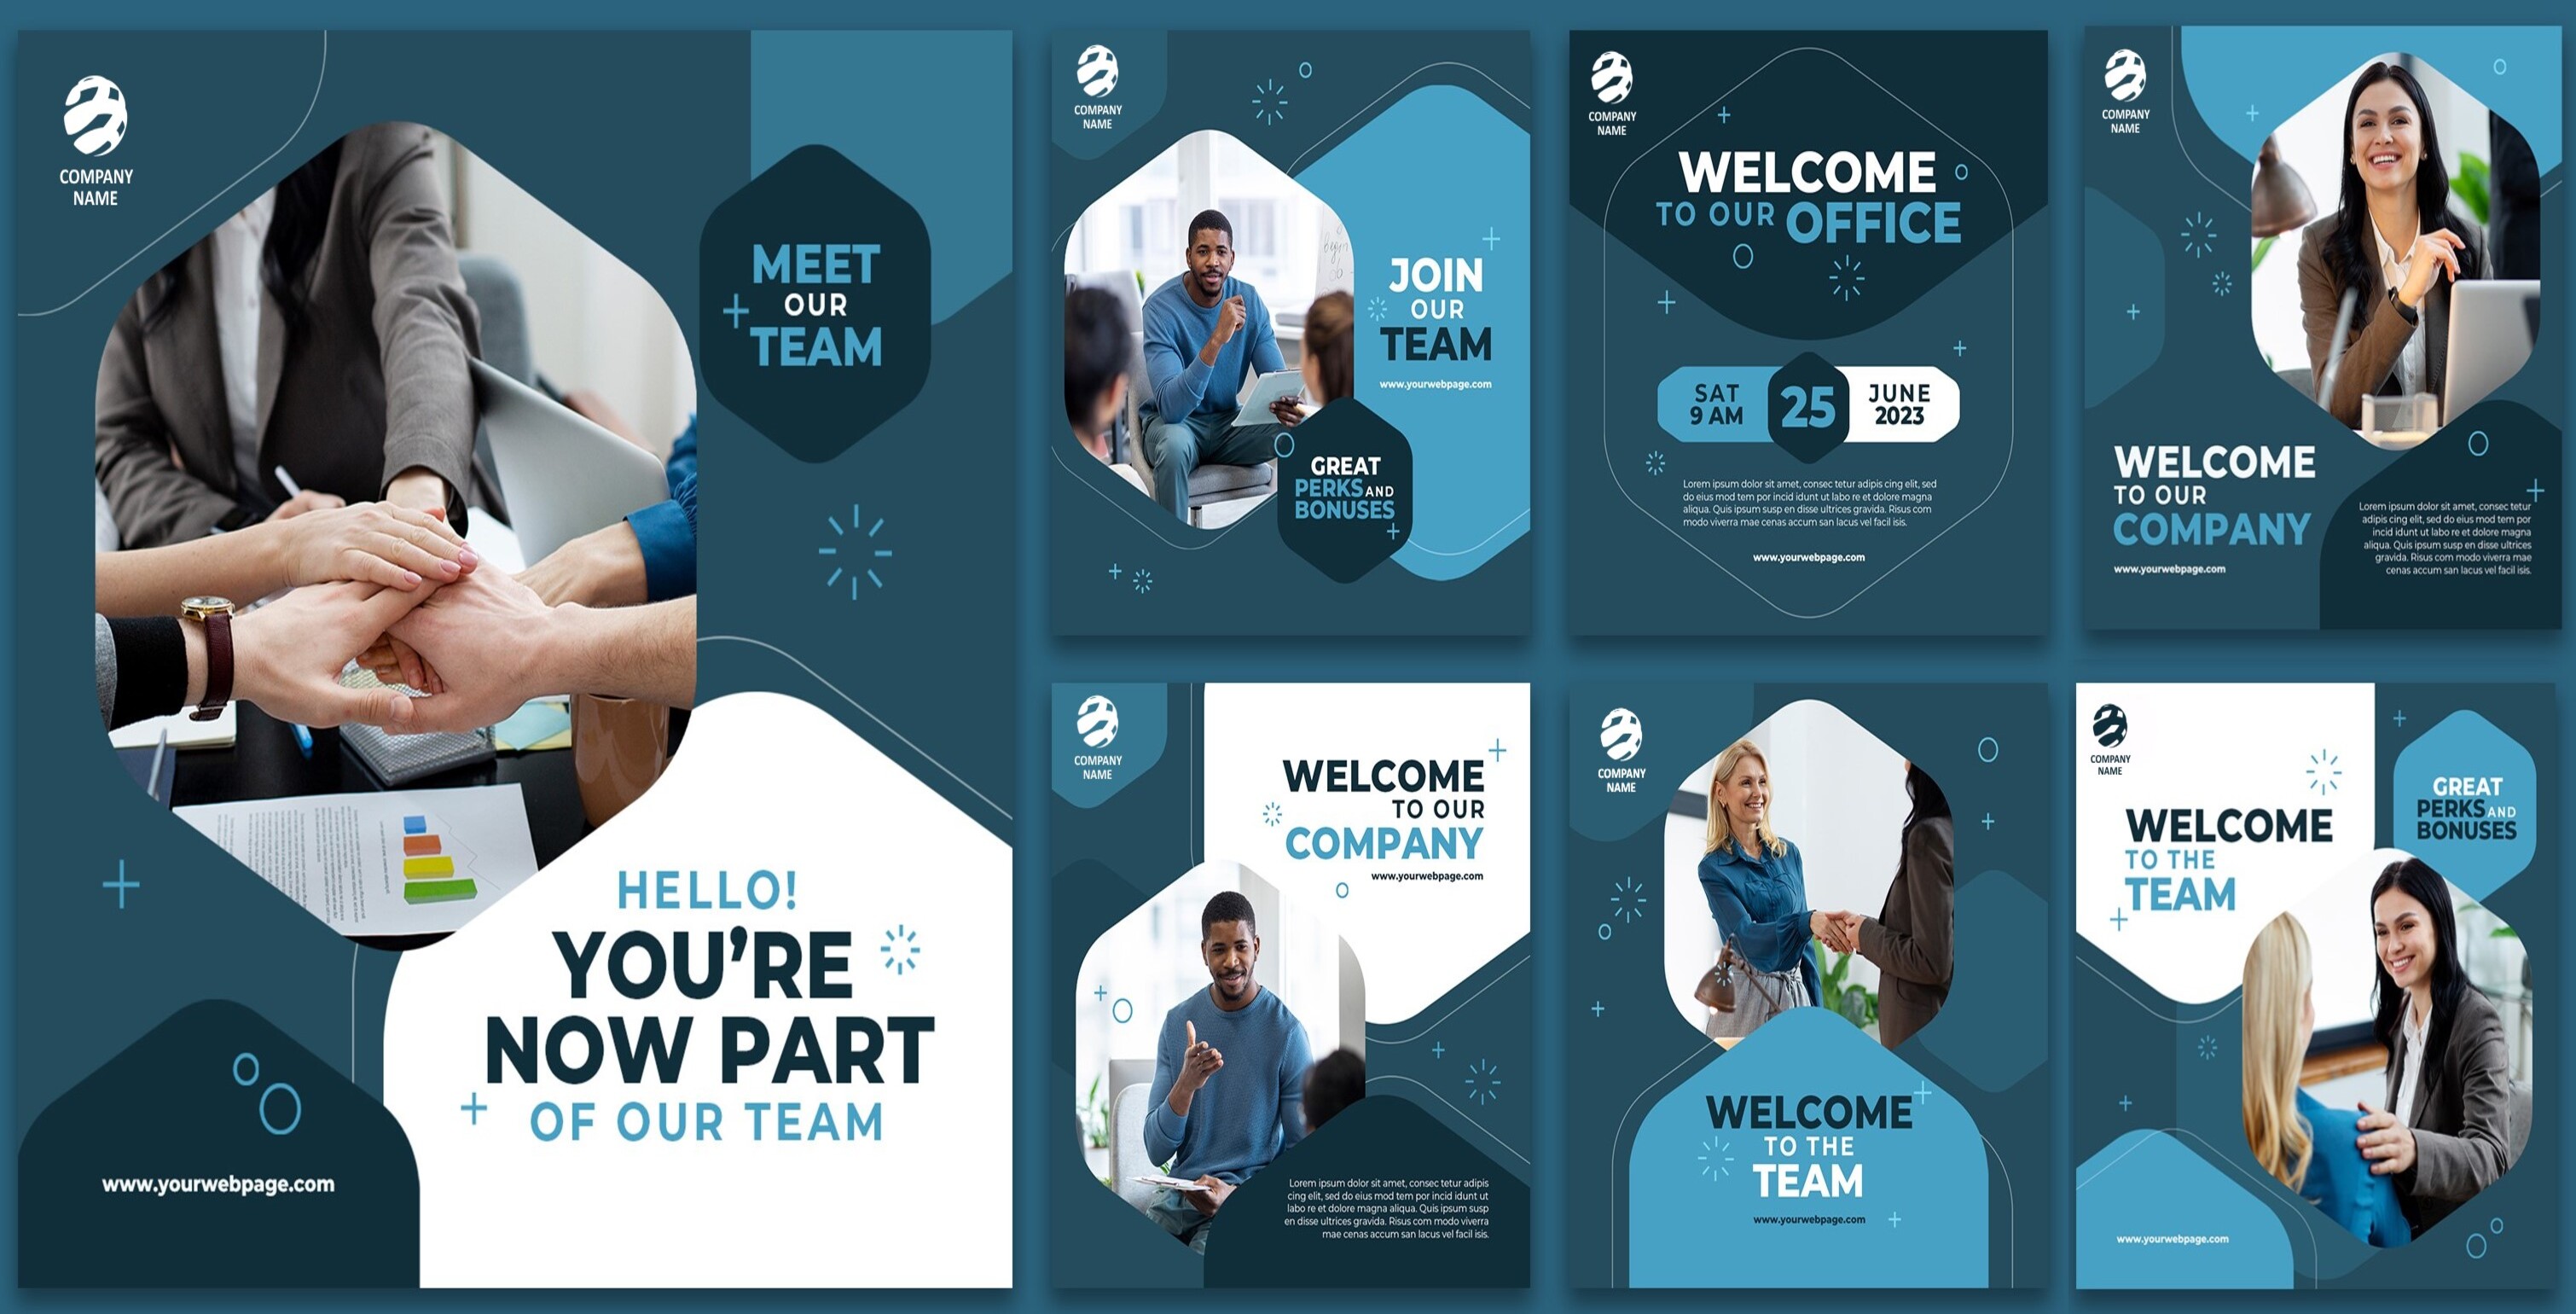 COMPANY
NAME
MEET
OUR
TEAM
HELLO!
YOU'RE
NOW PART
OF OUR TEAM
www.yourwebpage.com
COMPANY
NAME
JOIN
OUR
TEAM
www.yourwebpage.com
GREAT
PERKS AND
BONUSES
COMPANY
NAME
WELCOME
TO OUR OFFICE
SAT
9 AM
25
JUNE
2023
Lorem ipsum dolor sit amet, consec tetur adipis cing elit, sed
do eius mod tem por incid idunt ut labo re et dolore magna
aliqua. Quis ipsum susp en disse ultrices gravida. Risus com
modo viverra mae cenas accum san lacus vel facil isis.
www.yourwebpage.com
COMPANY
NAME
WELCOME
TO OUR
COMPANY
www.yourwebpage.com
Lorem ipsum dolor sit amet, consec tetur
adipis cing elit, sed do eius mod tem por
incid idunt ut labo re et dolore magna
aliqua. Quis ipsum susp en disse ultrices
gravida. Risus com modo viverra mae
cenas accum san lacus vel facil isis.
COMPANY
NAME
WELCOME
TO OUR
COMPANY
www.yourwebpage.com
Lorem ipsum dolor sit amet, consec tetur adipis
cing elit, sed do eius mod tem por incid idunt ut
labo re et dolore magna aliqua. Quis ipsum susp
en disse ultrices gravida. Risus com modo viverra
mae cenas accum san lacus vel facil isis.
COMPANY
NAME
WELCOME
TO THE
TEAM
www.yourwebpage.com
COMPANY
NAME
WELCOME
TO THE
TEAM
GREAT
PERKS AND
BONUSES
www.yourwebpage.com